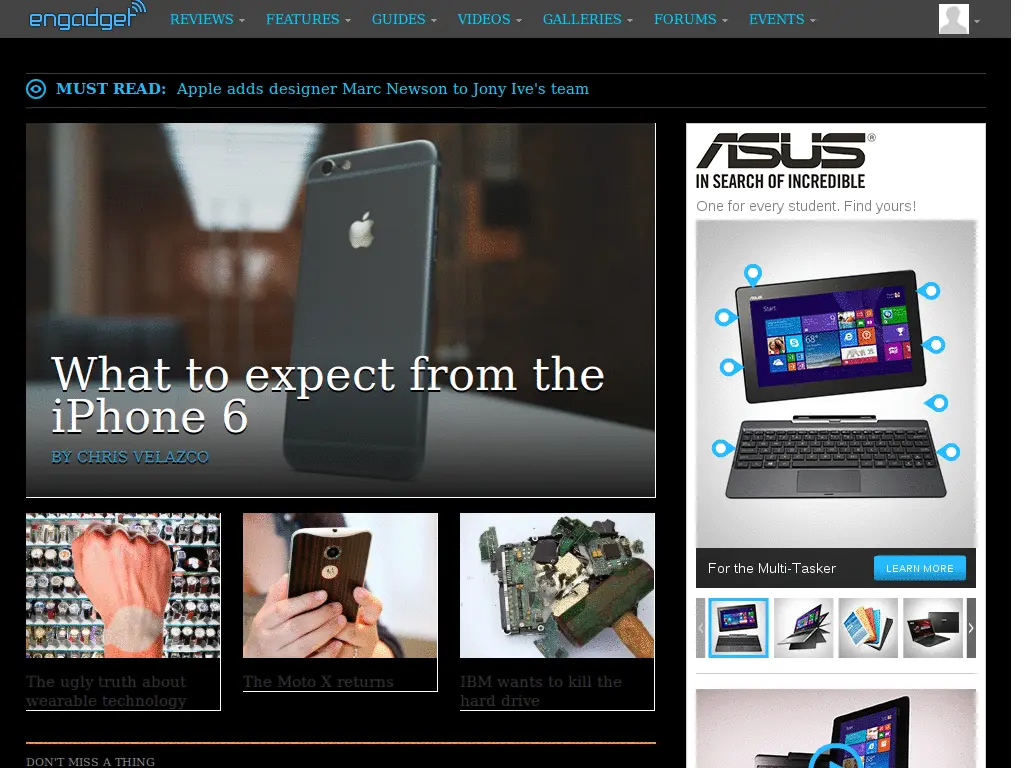 engadget
REVIEWS
FEATURES
GUIDES
VIDEOS
GALLERIES
FORUMS
EVENTS
MUST READ: Apple adds designer Marc Newson to Jony Ive's team
What to expect from the
iPhone 6
BY CHRIS VELAZCO
The ugly truth about
wearable technology
The Moto X returns
IBM wants to kill the
hard drive
DON'T MISS A THING
ASUS®
IN SEARCH OF INCREDIBLE
One for every student. Find yours!
ASUS
Start
68°
For the Multi-Tasker
LEARN MORE